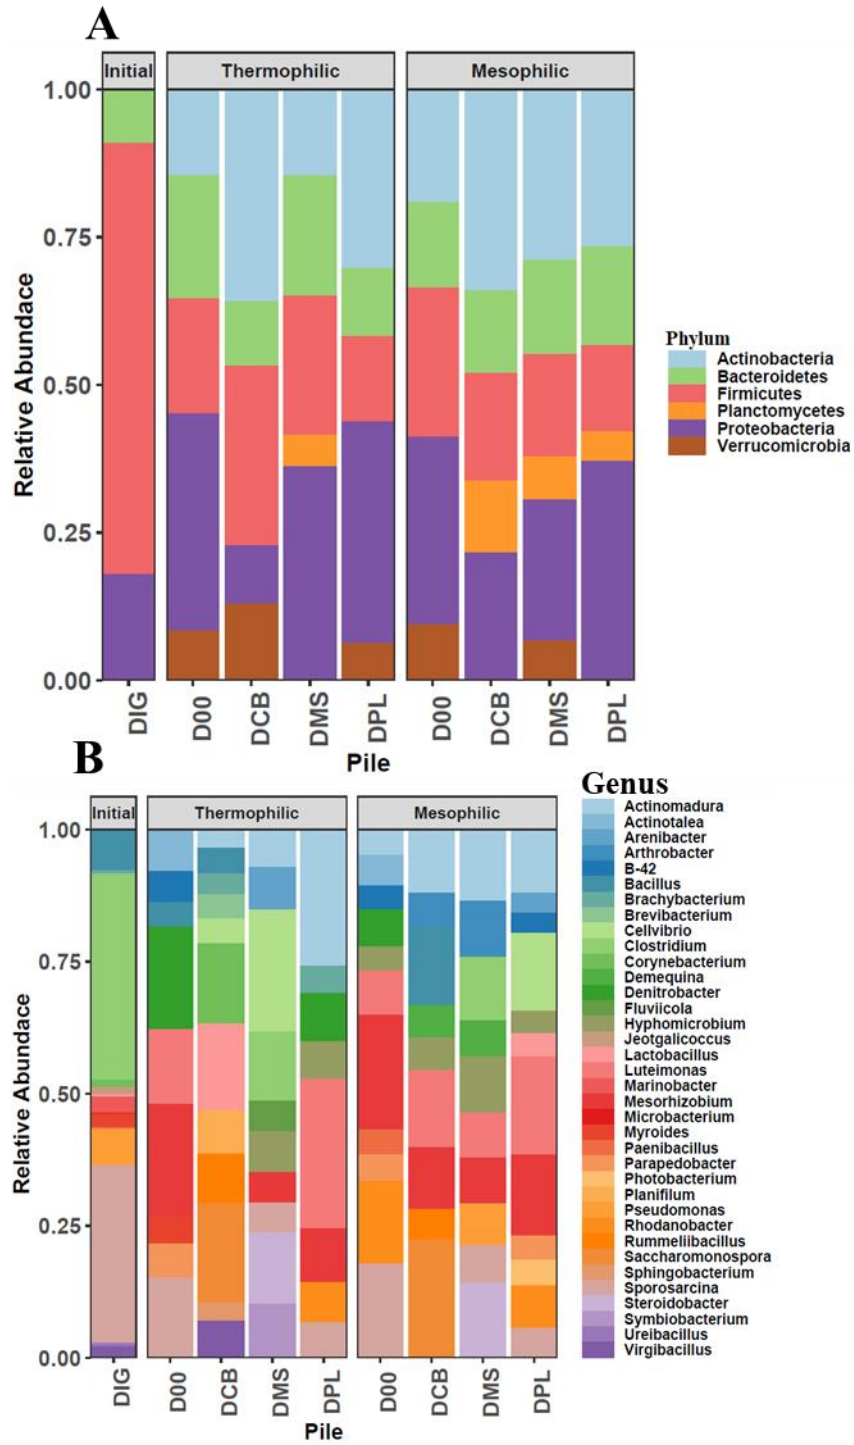 A
Initial Thermophilic Mesophilic
1.00
0.75
0.50
0.25
0.00
Relative Abundace
DIG D00 DCB DMS DPL D00 DCB DMS DPL
Pile
Phylum
Actinobacteria
Bacteroidetes
Firmicutes
Planctomycetes
Proteobacteria
Verrucomicrobia
B
Initial Thermophilic Mesophilic
1.00
0.75
0.50
0.25
0.00
Relative Abundace
DIG D00 DCB DMS DPL D00 DCB DMS DPL
Pile
Genus
Actinomadura
Actinotalea
Arenibacter
Arthrobacter
B-42
Bacillus
Brachybacterium
Brevibacterium
Cellvibrio
Clostridium
Corynebacterium
Demequina
Denitrobacter
Fluviicola
Hyphomicrobium
Jeotgalicoccus
Lactobacillus
Luteimonas
Marinobacter
Mesorhizobium
Microbacterium
Myroides
Paenibacillus
Parapedobacter
Photobacterium
Planifilum
Pseudomonas
Rhodanobacter
Rummeliibacillus
Saccharomonospora
Sphingobacterium
Sporosarcina
Steroidobacter
Symbiobacterium
Ureibacillus
Virgibacillus